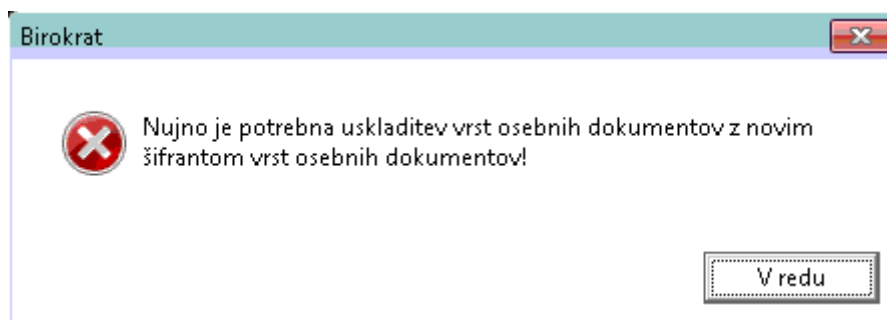 Birokrat
Nujno je potrebna uskladitev vrst osebnih dokumentov z novim
šifrantom vrst osebnih dokumentov!
V redu